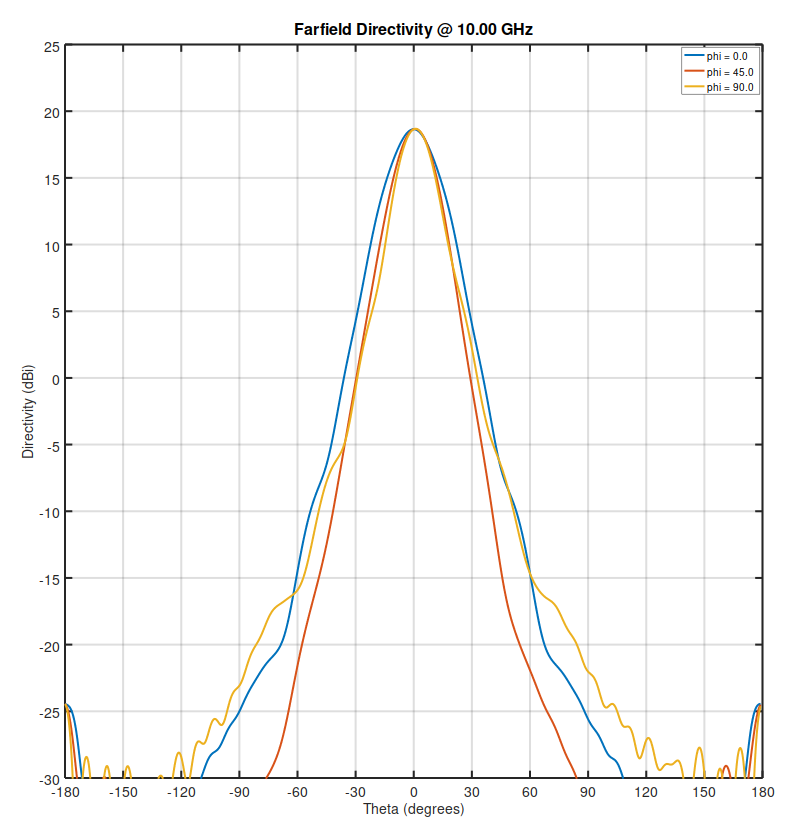 Farfield Directivity @ 10.00 GHz
phi = 0.0
phi = 45.0
phi = 90.0
Directivity (dBi)
25
20
15
10
5
0
-5
-10
-15
-20
-25
-30
-180 -150 -120 -90 -60 -30 0 30 60 90 120 150 180
Theta (degrees)